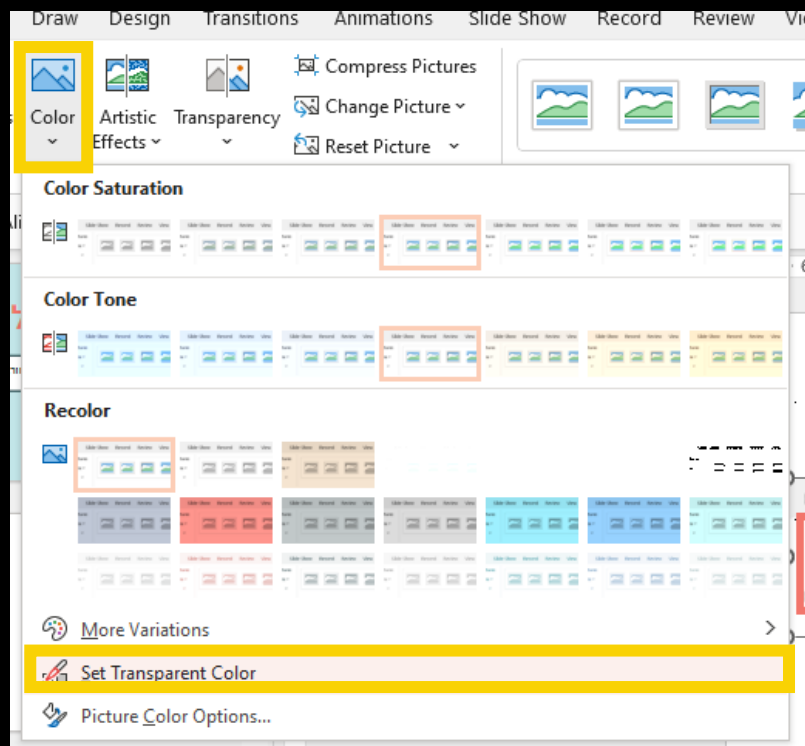 Draw Design Transitions Animations Slide Show Record Review
Compress Pictures
Color Artistic Effects Transparency
Change Picture
Reset Picture
Color Saturation
Color Tone
Recolor
More Variations
Set Transparent Color
Picture Color Options...